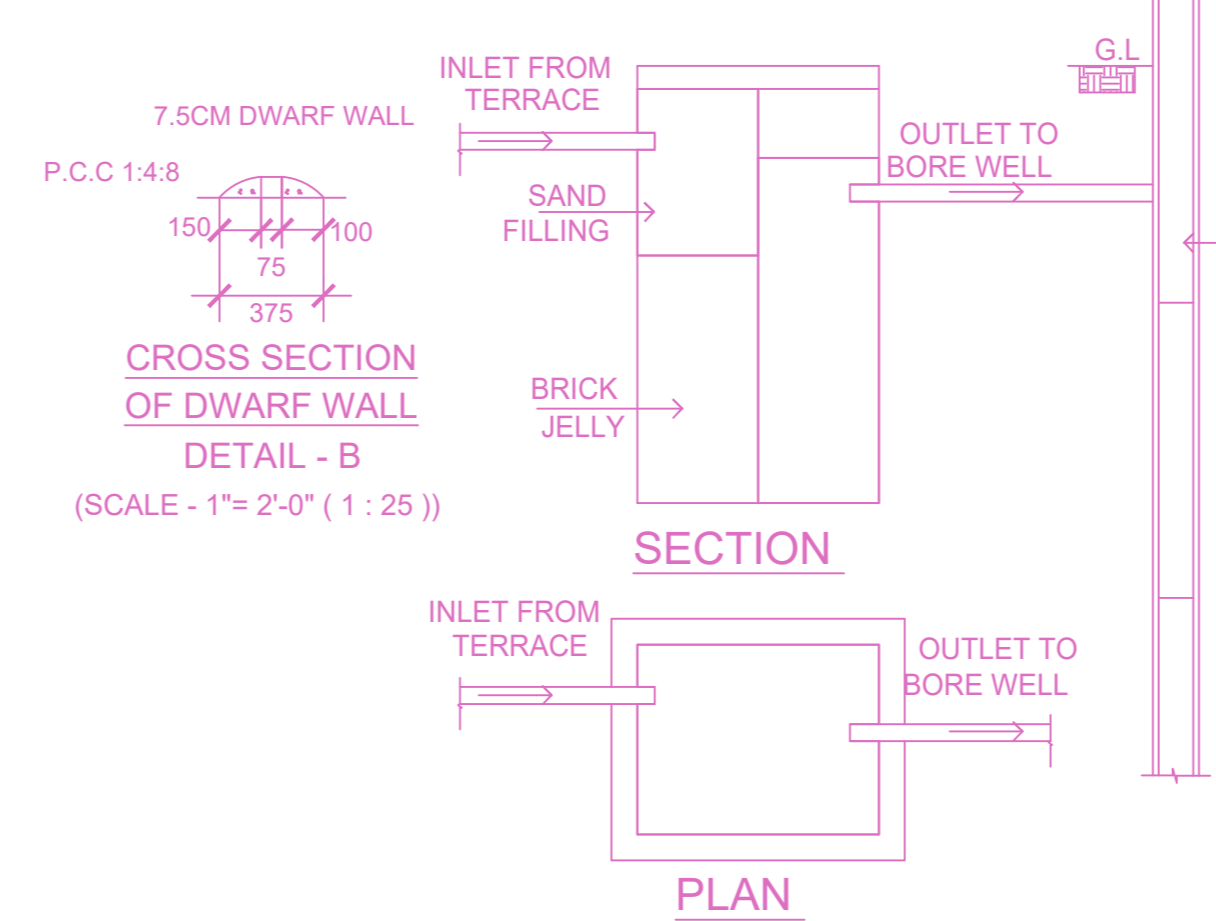 7.5CM DWARF WALL
P.C.C 1:4:8
150
100
75
375
CROSS SECTION
OF DWARF WALL
DETAIL - B
(SCALE - 1"= 2'-0" ( 1 : 25 ))
INLET FROM
TERRACE
SAND
FILLING
BRICK
JELLY
G.L
OUTLET TO
BORE WELL
SECTION
INLET FROM
TERRACE
OUTLET TO
BORE WELL
PLAN